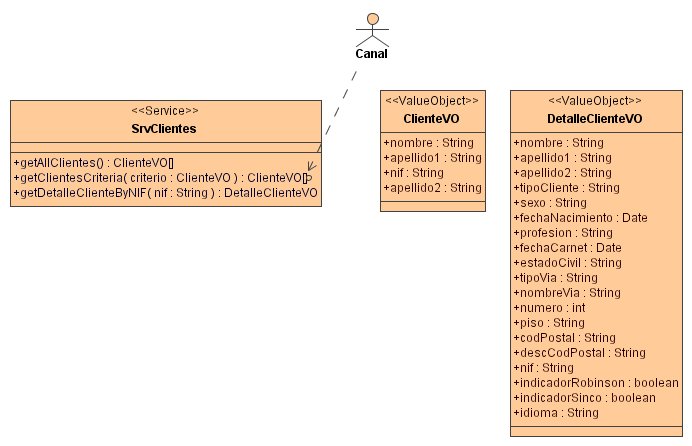 Canal
<<Service>>
SrvClientes
+getAllClientes() : ClienteVO[]
+getClientesCriteria( criterio : ClienteVO ) : ClienteVO[]
+getDetalleClienteByNIF( nif : String ) : DetalleClienteVO
<<ValueObject>>
ClienteVO
+nombre : String
+apellido1 : String
+nif : String
+apellido2 : String
<<ValueObject>>
DetalleClienteVO
+nombre : String
+apellido1 : String
+apellido2 : String
+tipoCliente : String
+sexo : String
+fechaNacimiento : Date
+profesion : String
+fechaCarnet : Date
+estadoCivil : String
+tipoVia : String
+nombreVia : String
+numero : int
+piso : String
+codPostal : String
+descCodPostal : String
+nif : String
+indicadorRobinson : boolean
+indicadorSinco : boolean
+idioma : String